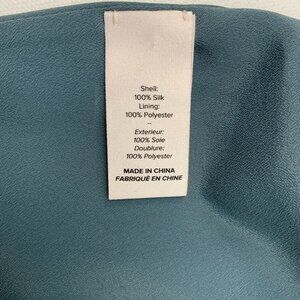 Shell:
100% Silk
Lining:
100% Polyester
--
Exterieur:
100% Soie
Doublure:
100% Polyester
MADE IN CHINA
FABRIQUÉ EN CHINE